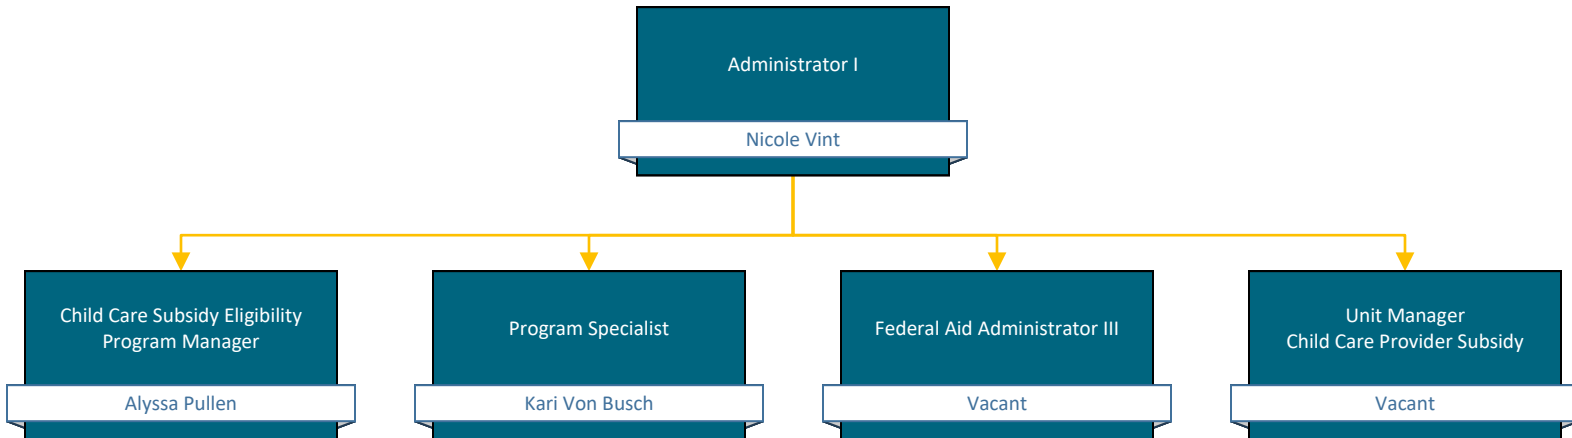 Administrator I
Nicole Vint
Child Care Subsidy Eligibility
Program Manager
Alyssa Pullen
Program Specialist
Kari Von Busch
Federal Aid Administrator III
Vacant
Unit Manager
Child Care Provider Subsidy
Vacant